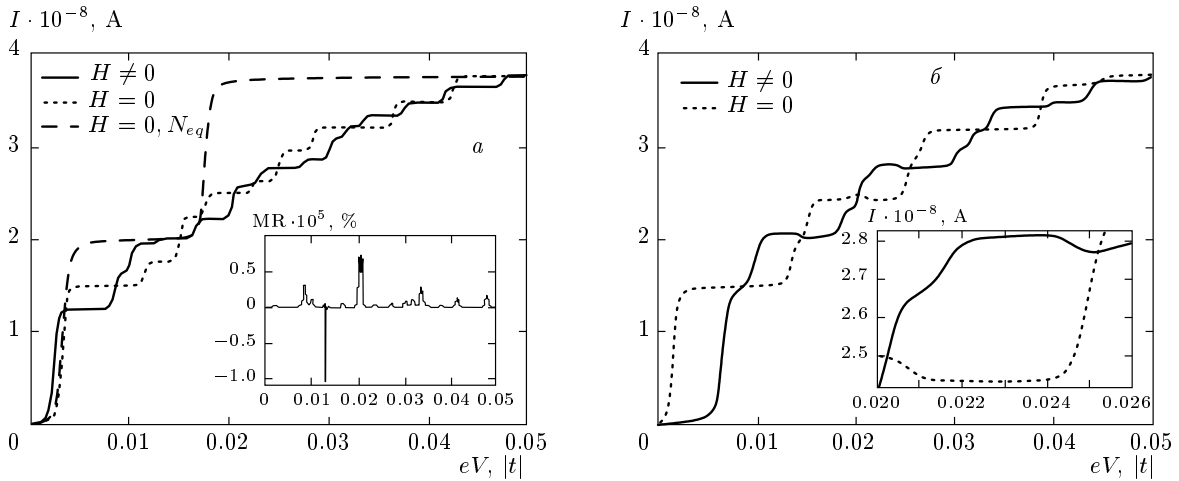 I · 10⁻⁸, A
4
3
2
1
0
0.01
0.02
0.03
0.04
0.05
eV, |t|
H ≠ 0
H = 0
H = 0, N_eq
а
MR ·10⁵, %
0.5
0
−0.5
−1.0
0
0.01
0.02
0.03
0.04
0.05
I · 10⁻⁸, A
4
3
2
1
0
0.01
0.02
0.03
0.04
0.05
eV, |t|
H ≠ 0
H = 0
б
I · 10⁻⁸, A
2.8
2.7
2.6
2.5
0.020
0.022
0.024
0.026